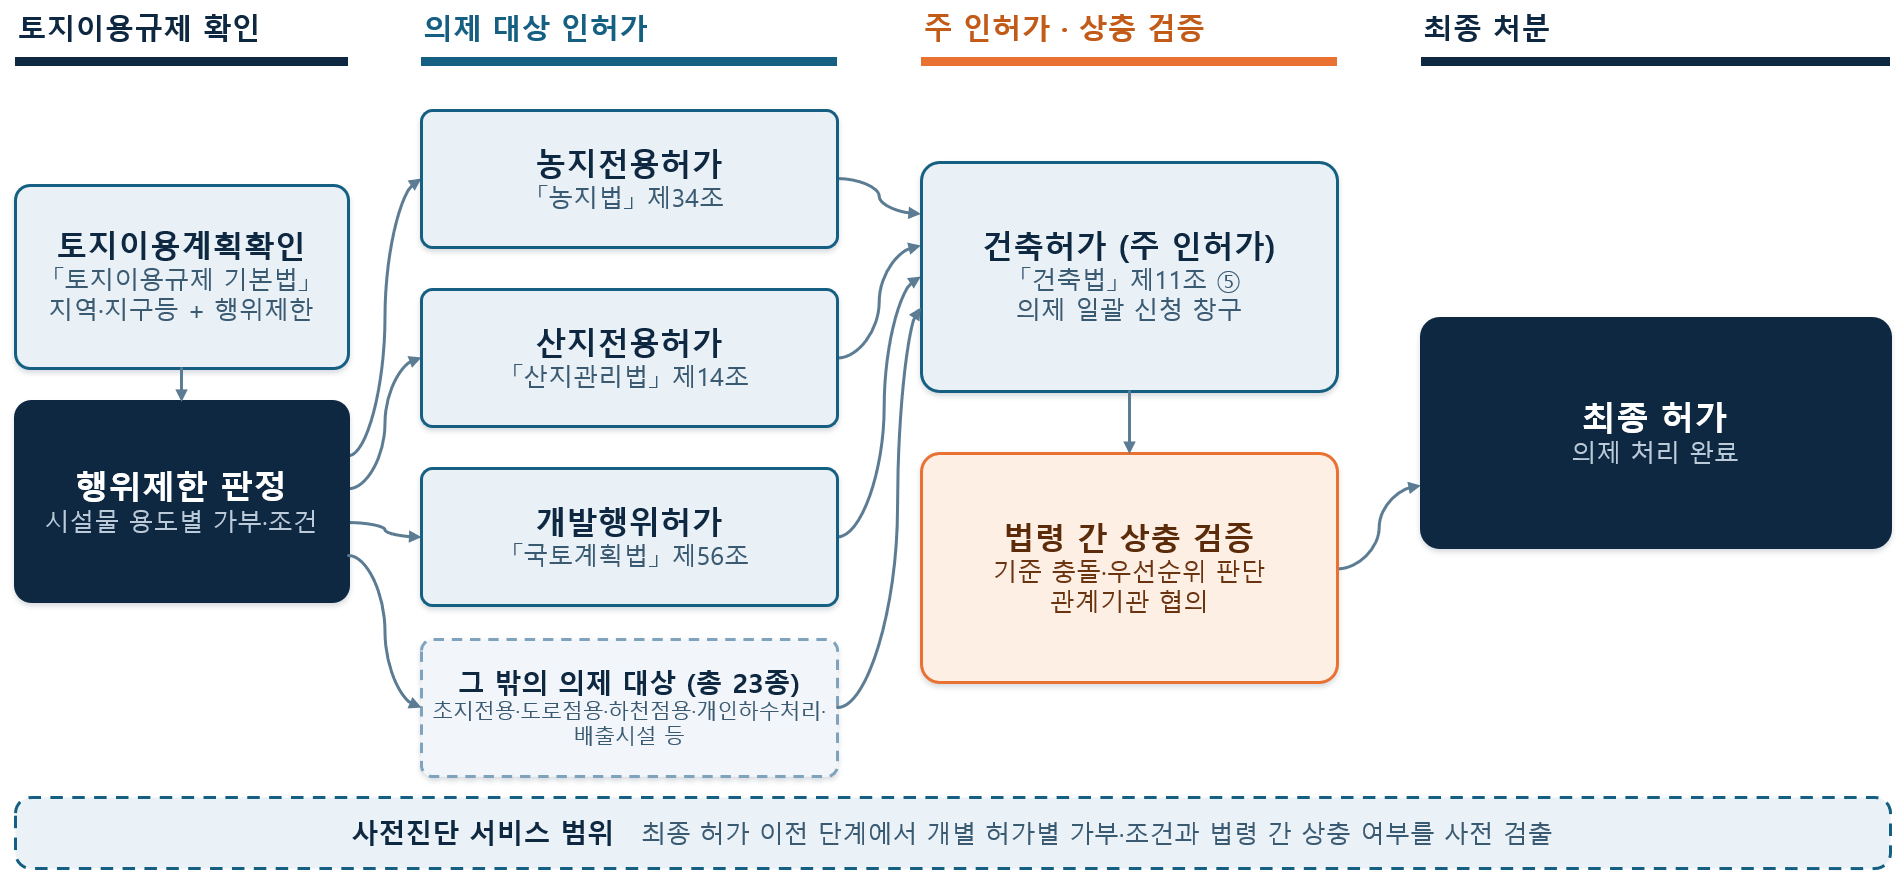 토지이용규제 확인
의제 대상 인허가
주 인허가 · 상충 검증
최종 처분
토지이용계획확인
「토지이용규제 기본법」
지역·지구등 + 행위제한
행위제한 판정
시설물 용도별 가부·조건
농지전용허가
「농지법」제34조
산지전용허가
「산지관리법」제14조
개발행위허가
「국토계획법」제56조
그 밖의 의제 대상 (총 23종)
초지전용·도로점용·하천점용·개인하수처리·
배출시설 등
건축허가 (주 인허가)
「건축법」제11조 ⑤
의제 일괄 신청 창구
법령 간 상충 검증
기준 충돌·우선순위 판단
관계기관 협의
최종 허가
의제 처리 완료
사전진단 서비스 범위 최종 허가 이전 단계에서 개별 허가별 가부·조건과 법령 간 상충 여부를 사전 검출